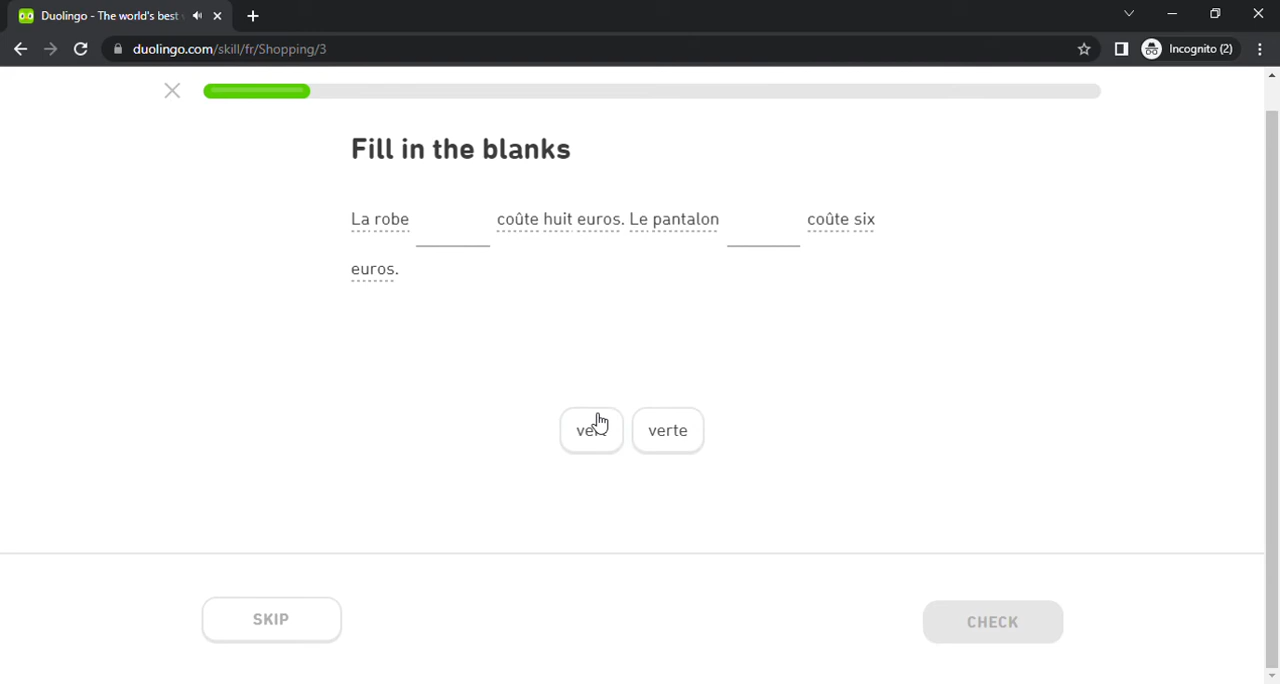 Duolingo - The world's best
duolingo.com/skill/fr/Shopping/3
Incognito (2)
Fill in the blanks
La robe coûte huit euros. Le pantalon coûte six
euros.
verte
SKIP
CHECK